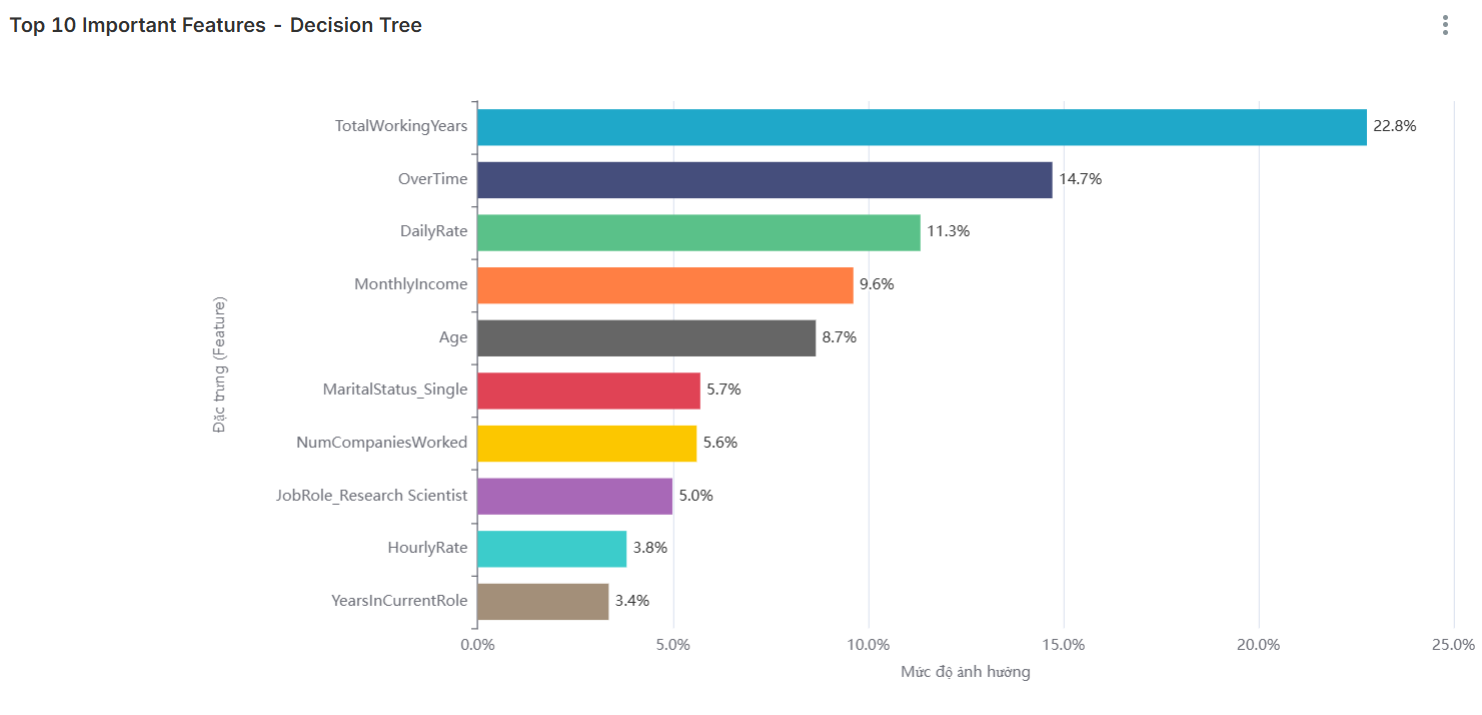 Top 10 Important Features - Decision Tree
TotalWorkingYears 22.8%
OverTime 14.7%
DailyRate 11.3%
MonthlyIncome 9.6%
Age 8.7%
MaritalStatus_Single 5.7%
NumCompaniesWorked 5.6%
JobRole_Research Scientist 5.0%
HourlyRate 3.8%
YearsInCurrentRole 3.4%
Đặc trưng (Feature)
0.0% 5.0% 10.0% 15.0% 20.0% 25.0%
Mức độ ảnh hưởng